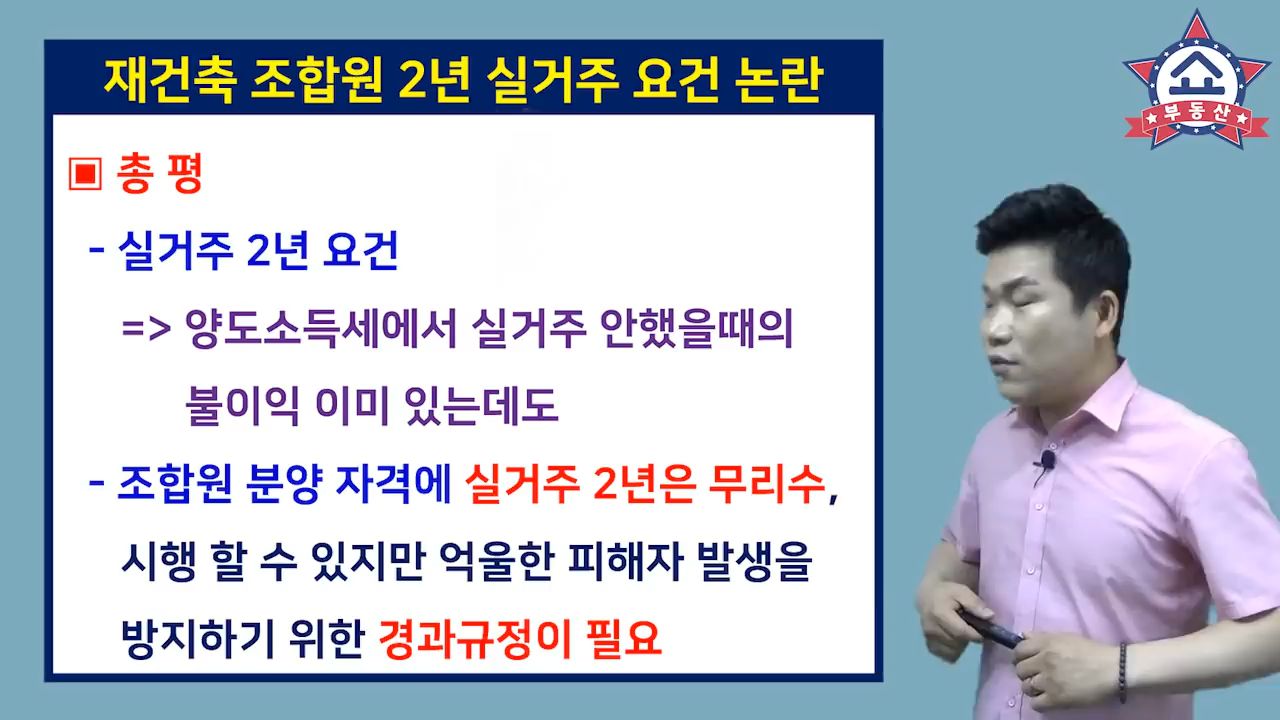 재건축 조합원 2년 실거주 요건 논란
▣ 총 평
- 실거주 2년 요건
=> 양도소득세에서 실거주 안했을때의
불이익 이미 있는데도
- 조합원 분양 자격에 실거주 2년은 무리수,
시행 할 수 있지만 억울한 피해자 발생을
방지하기 위한 경과규정이 필요
쇼
부동산